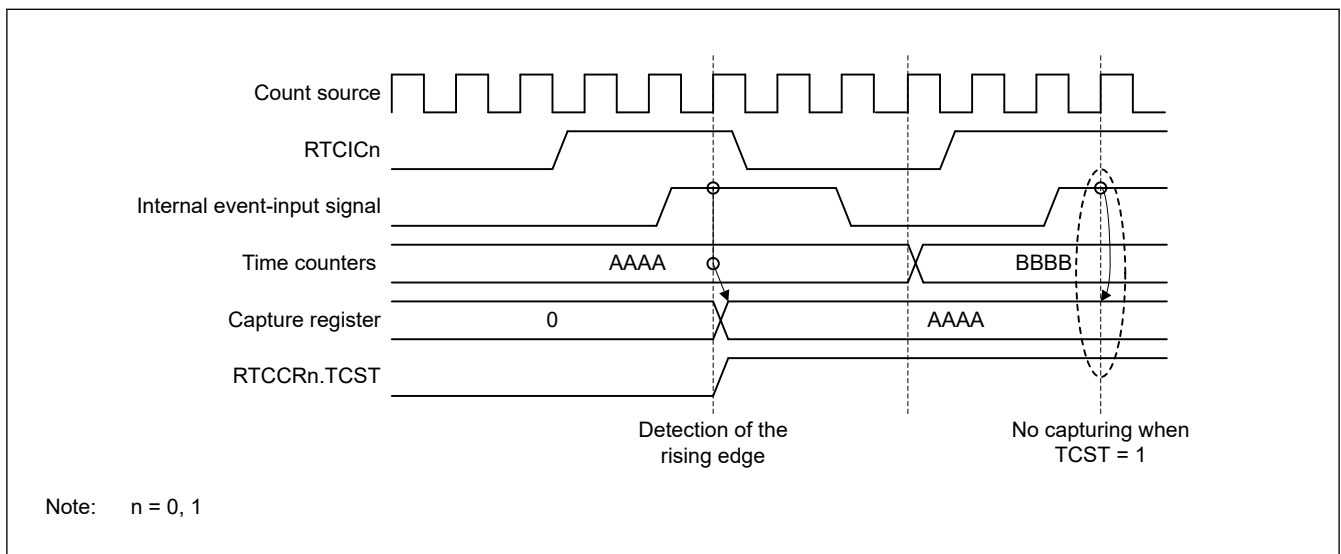 Count source
RTCICn
Internal event-input signal
Time counters
AAAA
BBBB
Capture register
0
AAAA
RTCCRn.TCST
Detection of the
rising edge
No capturing when
TCST = 1
Note: n = 0, 1